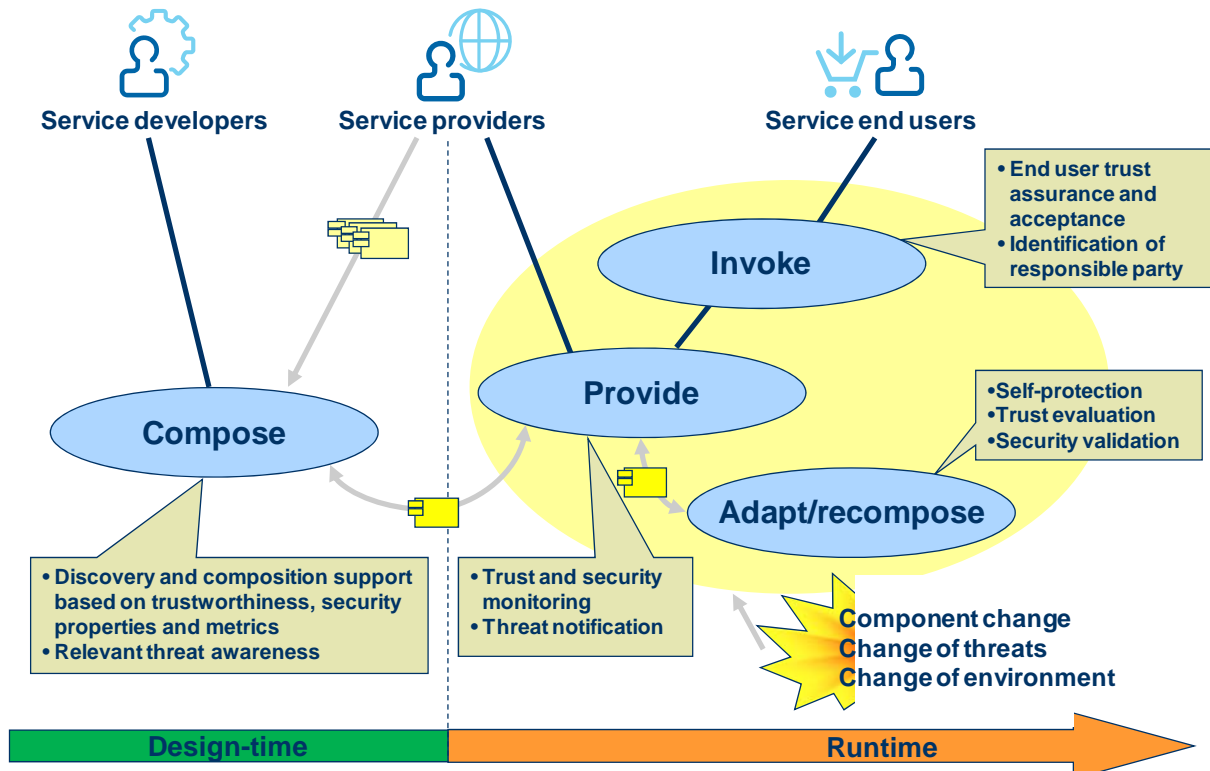 Service developers
Service providers
Service end users
• End user trust
assurance and
acceptance
• Identification of
responsible party
Invoke
Provide
Compose
•Self-protection
•Trust evaluation
•Security validation
Adapt/recompose
• Discovery and composition support
based on trustworthiness, security
properties and metrics
• Relevant threat awareness
• Trust and security
monitoring
• Threat notification
Component change
Change of threats
Change of environment
Design-time
Runtime